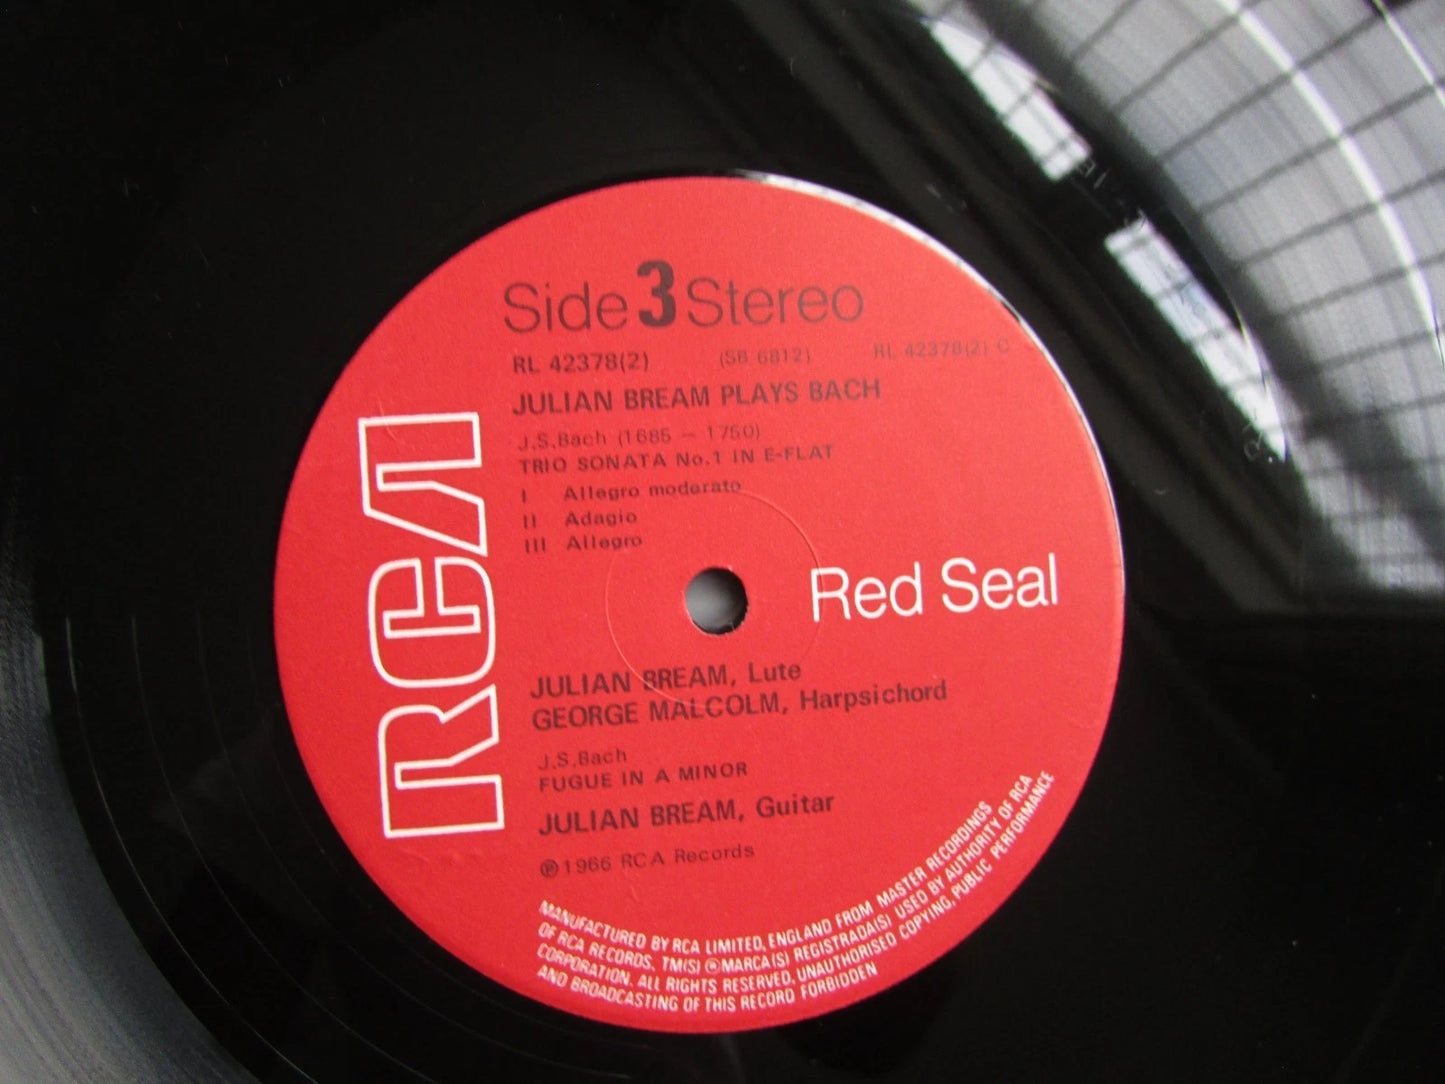 Side 3 Stereo
RL 42378(2) (SB 6812) RL 42378(2) C
JULIAN BREAM PLAYS BACH
J.S.Bach (1685 – 1750)
TRIO SONATA No.1 IN E-FLAT
I Allegro moderato
II Adagio
III Allegro
RCA
Red Seal
JULIAN BREAM, Lute
GEORGE MALCOLM, Harpsichord
J.S.Bach
FUGUE IN A MINOR
JULIAN BREAM, Guitar
℗1966 RCA Records
MANUFACTURED BY RCA LIMITED, ENGLAND FROM MASTER RECORDINGS
OF RCA RECORDS. TM(S) ® MARCA(S) REGISTRADA(S) USED BY AUTHORITY OF RCA
CORPORATION. ALL RIGHTS RESERVED. UNAUTHORISED COPYING, PUBLIC PERFORMANCE
AND BROADCASTING OF THIS RECORD FORBIDDEN